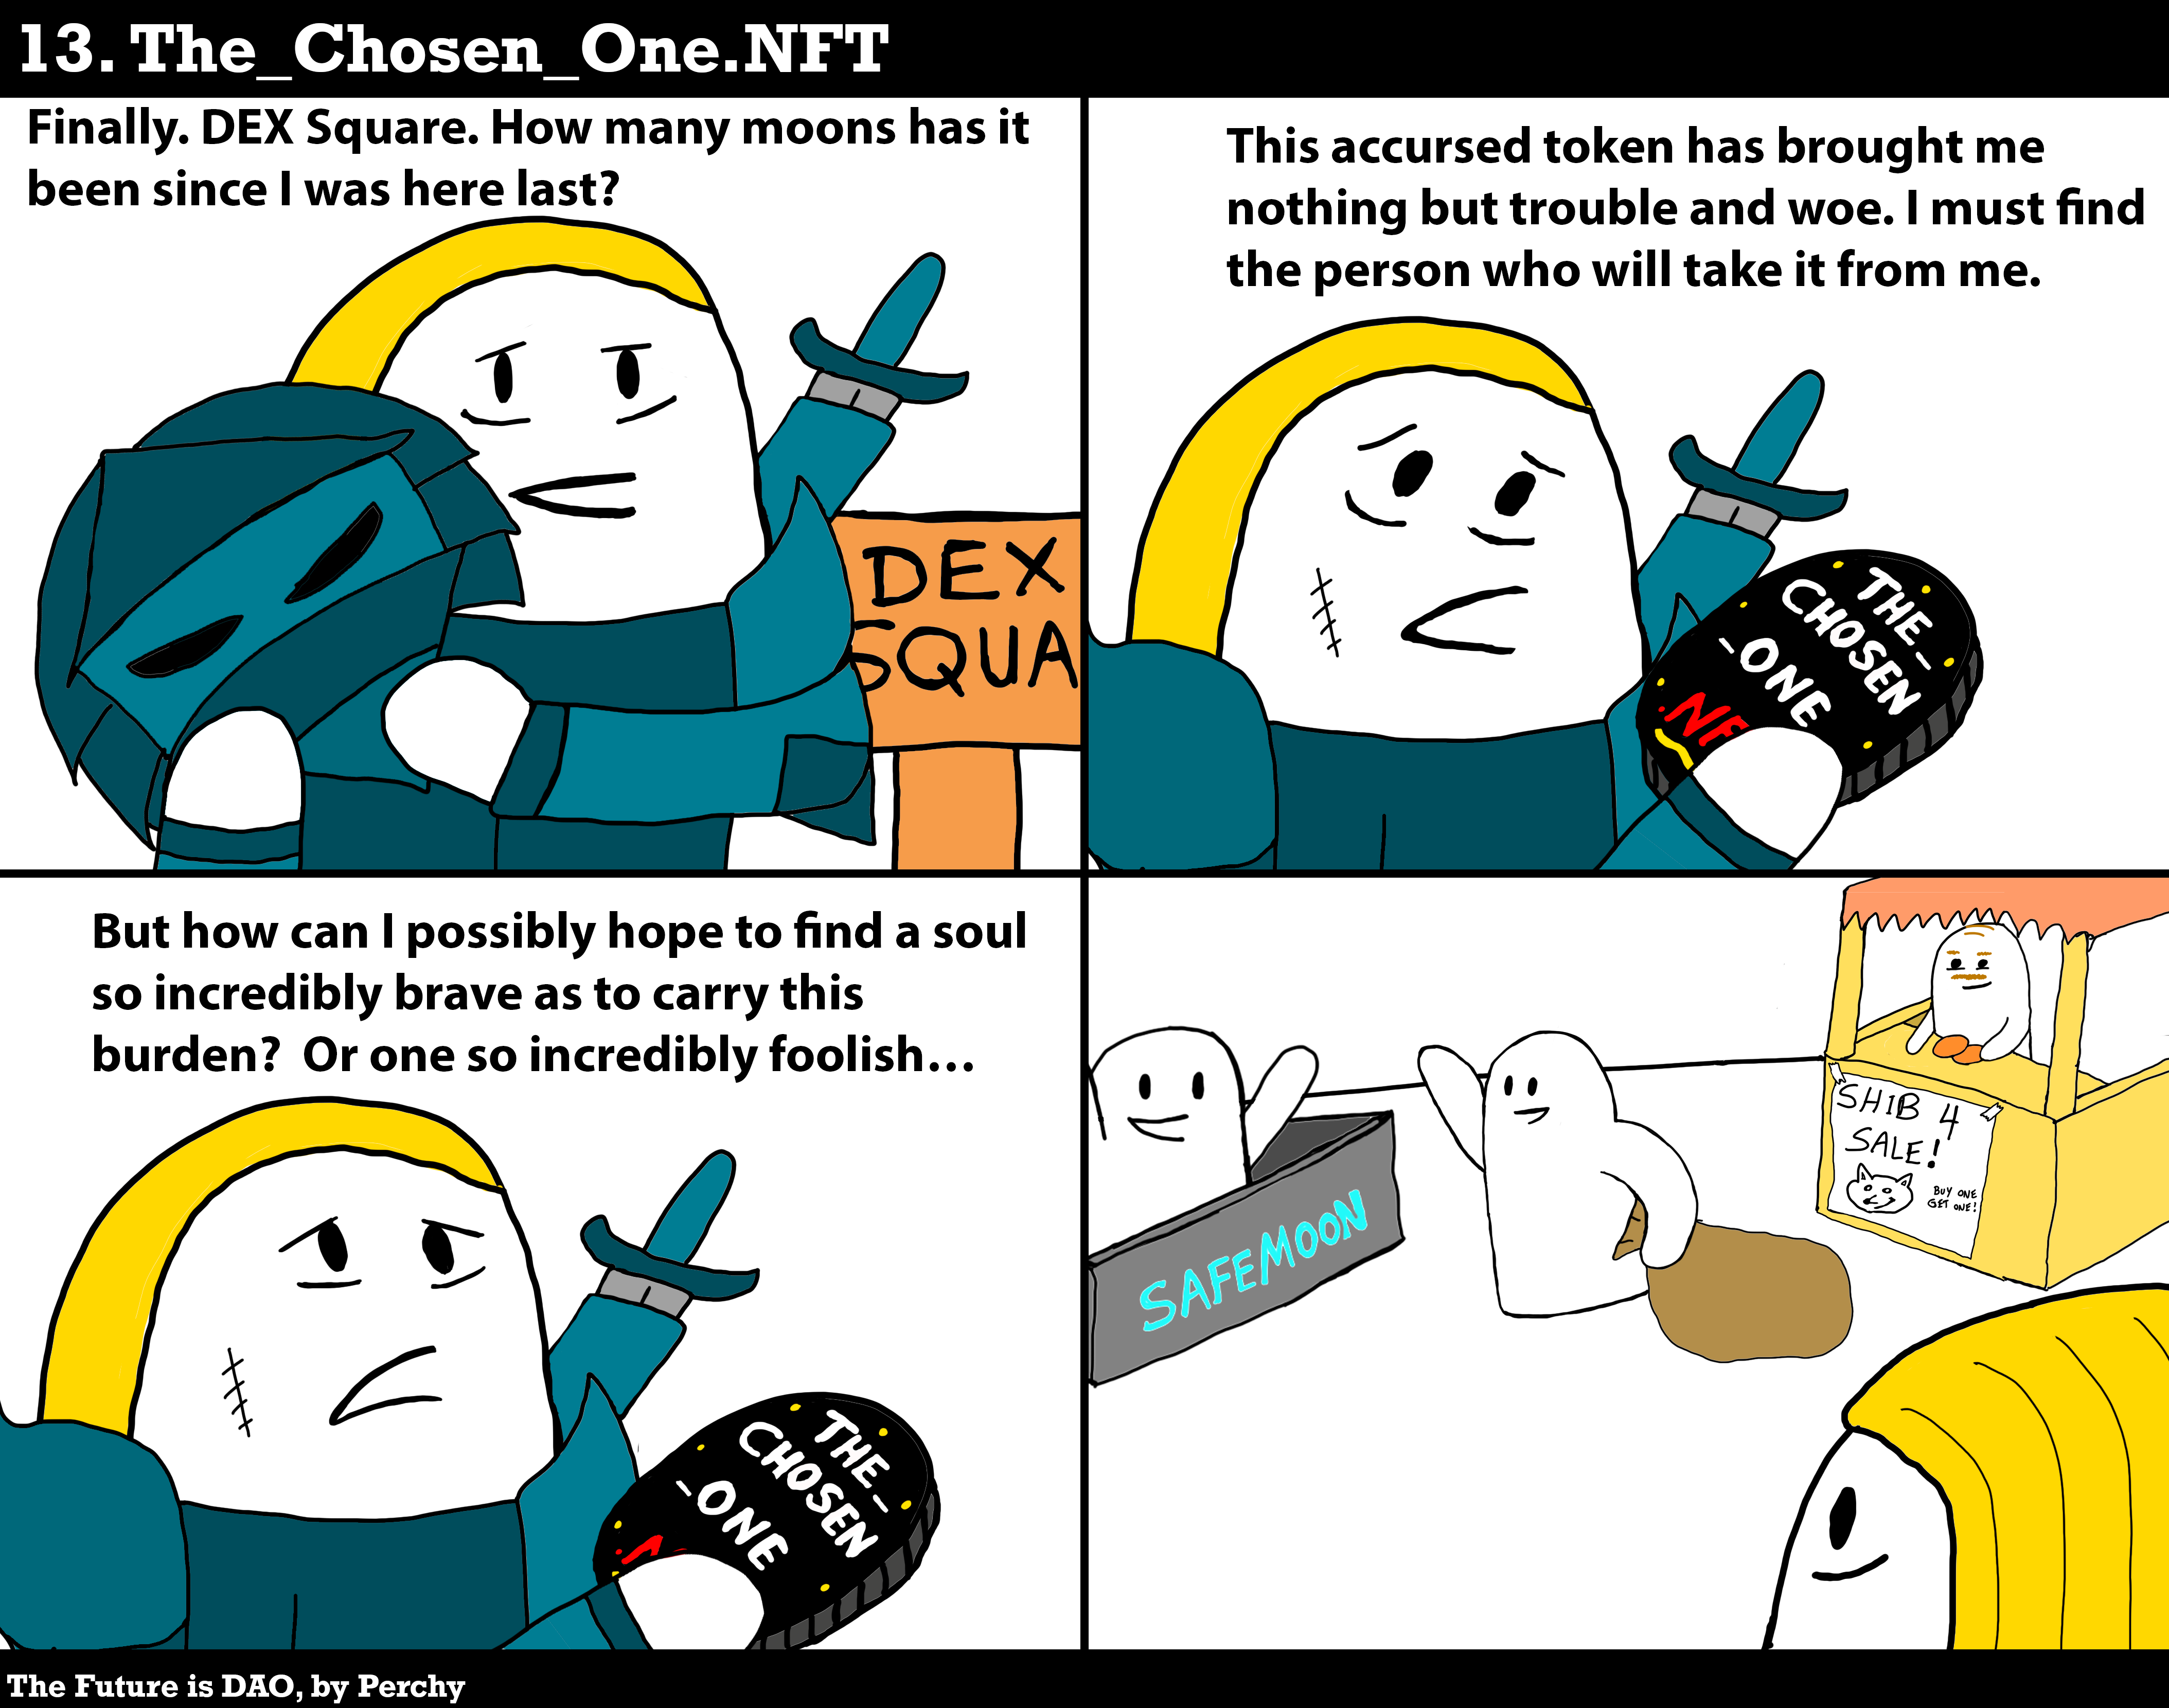 13. The_Chosen_One.NFT
Finally. DEX Square. How many moons has it
been since I was here last?
DEX
SQUA
This accursed token has brought me
nothing but trouble and woe. I must find
the person who will take it from me.
THE_
CHOSEN
_ONE
.NF
But how can I possibly hope to find a soul
so incredibly brave as to carry this
burden?  Or one so incredibly foolish...
THE_
CHOSEN
_ONE
SHIB 4
SALE!
BUY ONE
GET ONE!
SAFEMOON
The Future is DAO, by Perchy